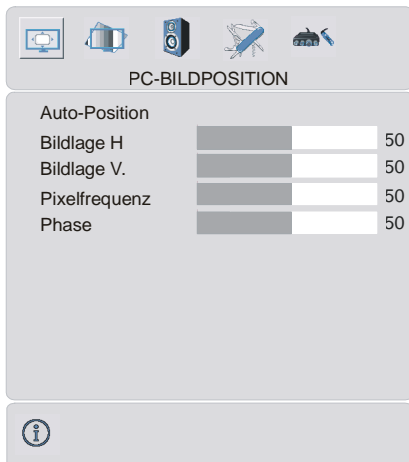 PC-BILDPOSITION
Auto-Position
Bildlage H 50
Bildlage V. 50
Pixelfrequenz 50
Phase 50